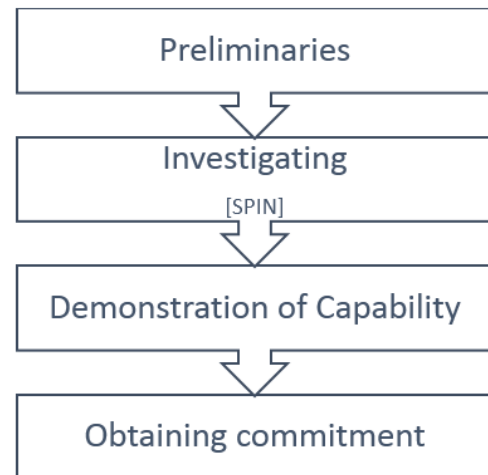 Preliminaries
Investigating
[SPIN]
Demonstration of Capability
Obtaining commitment